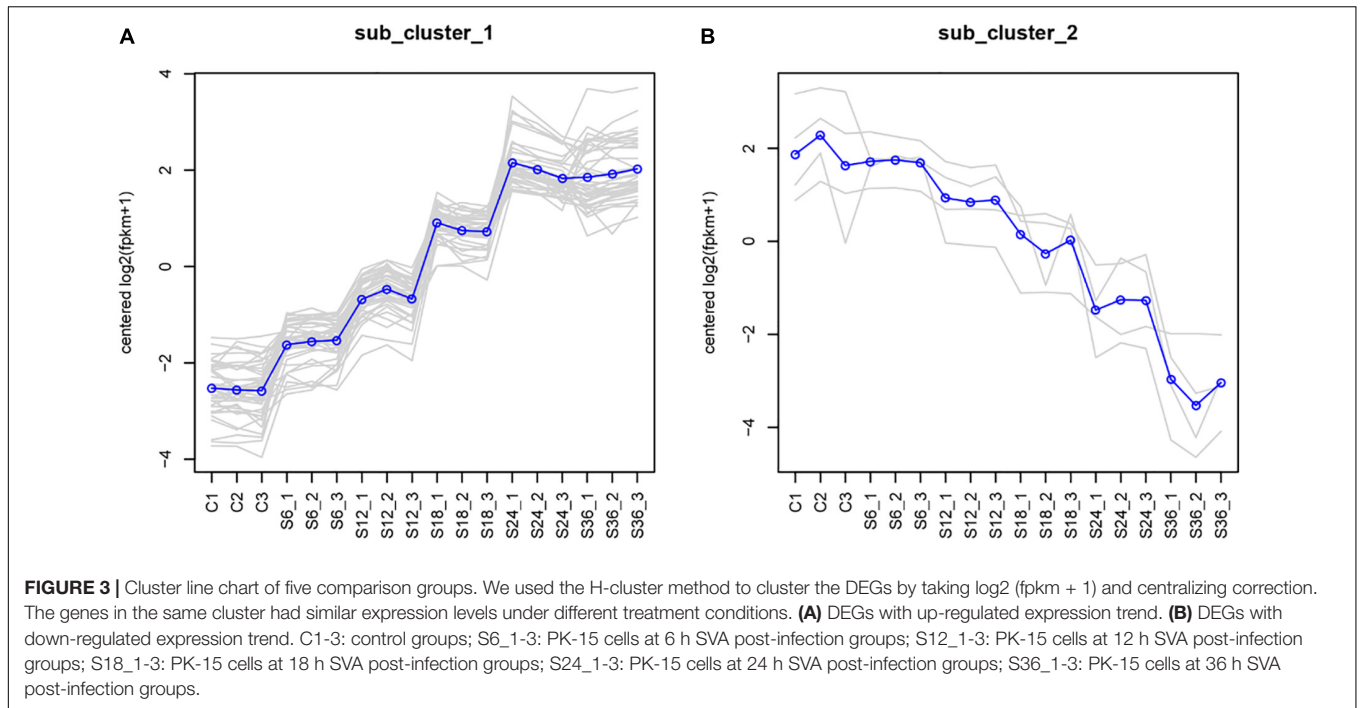 A
sub_cluster_1
centered log2(fpkm+1)
4
2
0
−2
−4
C1
C2
C3
S6_1
S6_2
S6_3
S12_1
S12_2
S12_3
S18_1
S18_2
S18_3
S24_1
S24_2
S24_3
S36_1
S36_2
S36_3
B
sub_cluster_2
centered log2(fpkm+1)
2
0
−2
−4
C1
C2
C3
S6_1
S6_2
S6_3
S12_1
S12_2
S12_3
S18_1
S18_2
S18_3
S24_1
S24_2
S24_3
S36_1
S36_2
S36_3
FIGURE 3 | Cluster line chart of five comparison groups. We used the H-cluster method to cluster the DEGs by taking log2 (fpkm + 1) and centralizing correction.
The genes in the same cluster had similar expression levels under different treatment conditions. (A) DEGs with up-regulated expression trend. (B) DEGs with
down-regulated expression trend. C1-3: control groups; S6_1-3: PK-15 cells at 6 h SVA post-infection groups; S12_1-3: PK-15 cells at 12 h SVA post-infection
groups; S18_1-3: PK-15 cells at 18 h SVA post-infection groups; S24_1-3: PK-15 cells at 24 h SVA post-infection groups; S36_1-3: PK-15 cells at 36 h SVA
post-infection groups.